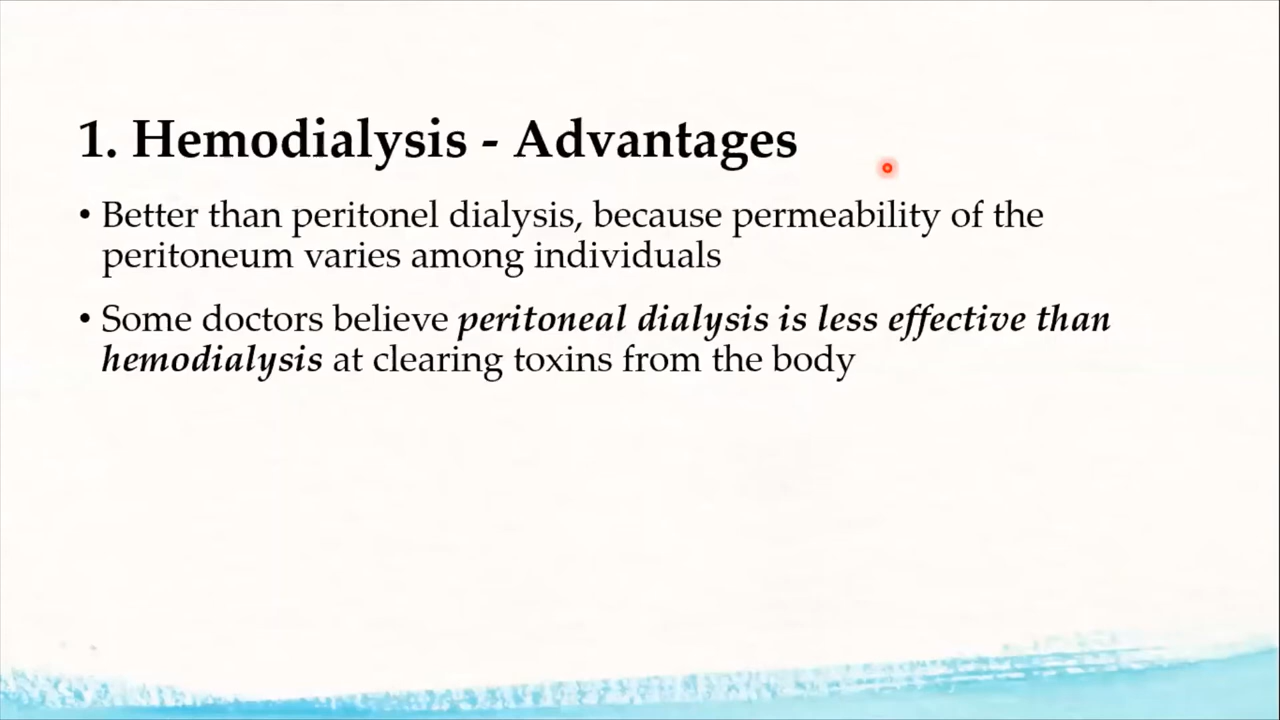 1. Hemodialysis - Advantages
• Better than peritonel dialysis, because permeability of the
peritoneum varies among individuals
• Some doctors believe peritoneal dialysis is less effective than
hemodialysis at clearing toxins from the body